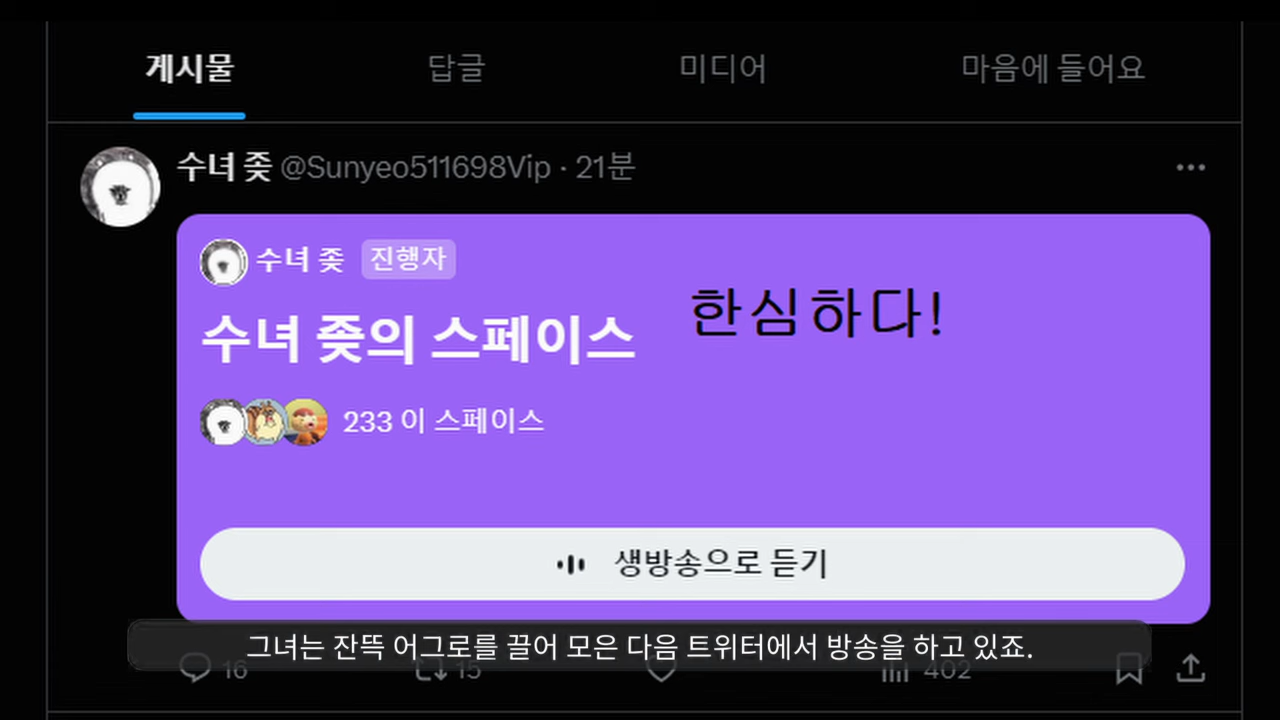 게시물 답글 미디어 마음에 들어요
수녀 좆 @Sunyeo511698Vip · 21분
수녀 좆 진행자
한심하다!
수녀 좆의 스페이스
233 이 스페이스
생방송으로 듣기
그녀는 잔뜩 어그로를 끌어 모은 다음 트위터에서 방송을 하고 있죠.
16 15 402